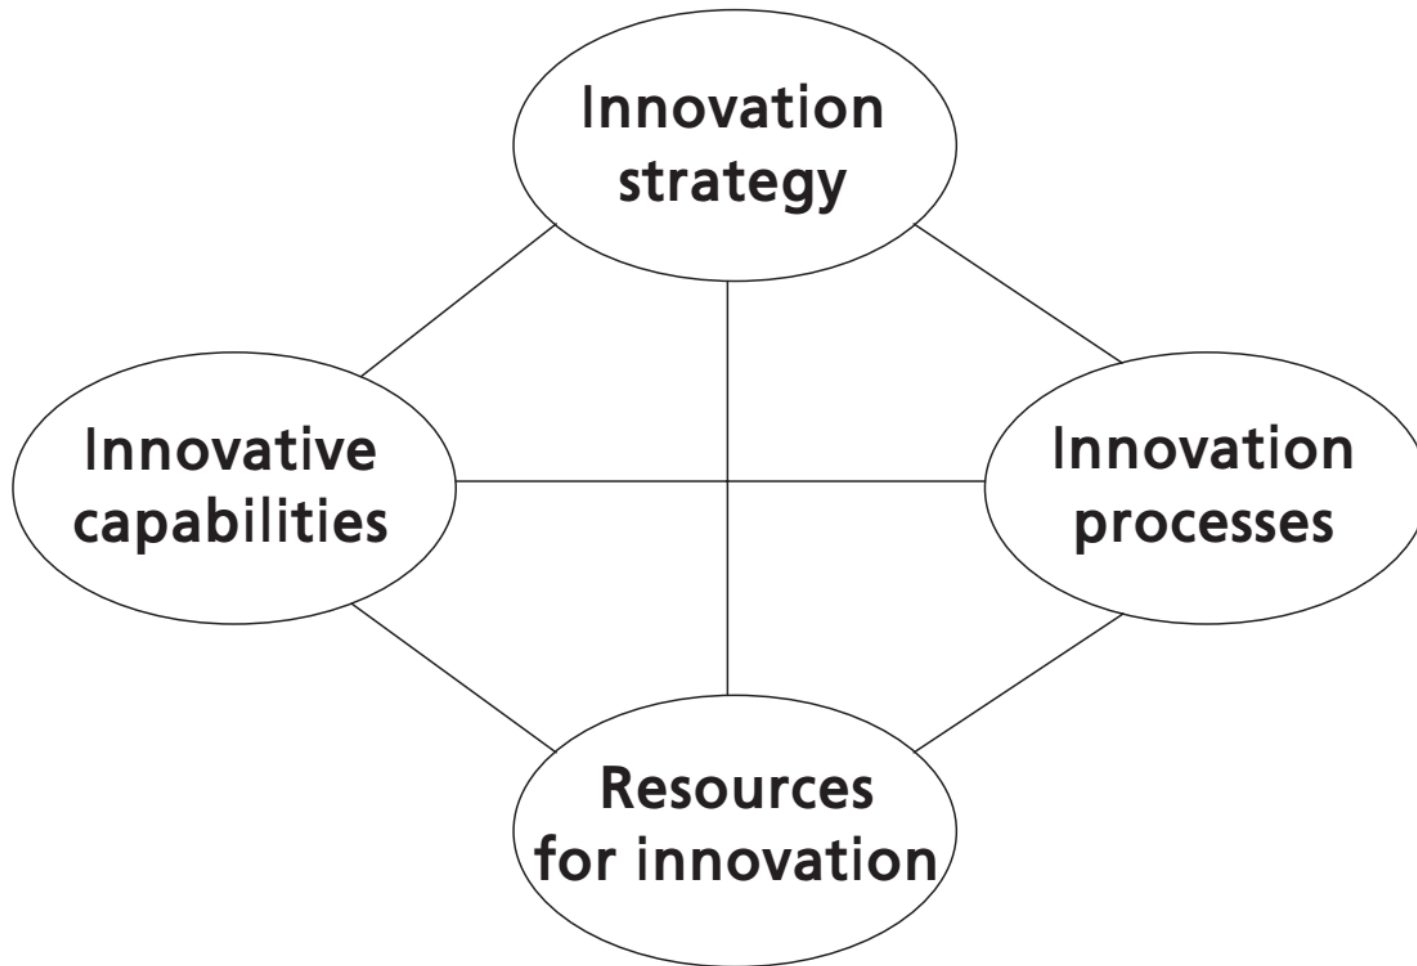 Innovation
strategy
Innovative
capabilities
Innovation
processes
Resources
for innovation